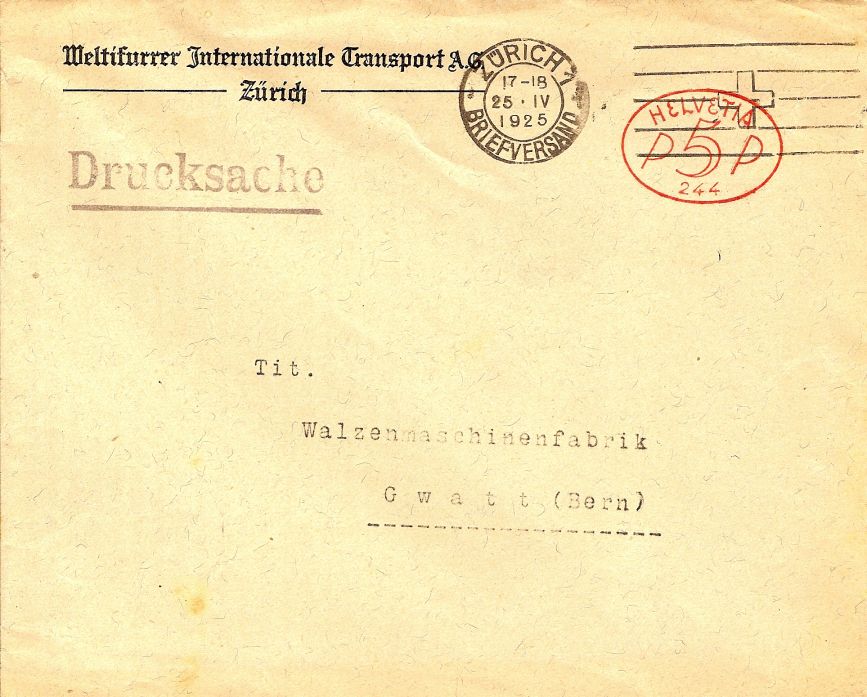 Weltifurrer Internationale Transport A.G.
Zürich
ZÜRICH 1
17-18
25·IV
1925
BRIEFVERSAND
HELVETIA
P 5 P
244
Drucksache
Tit.
Walzenmaschinenfabrik
Gwatt (Bern)